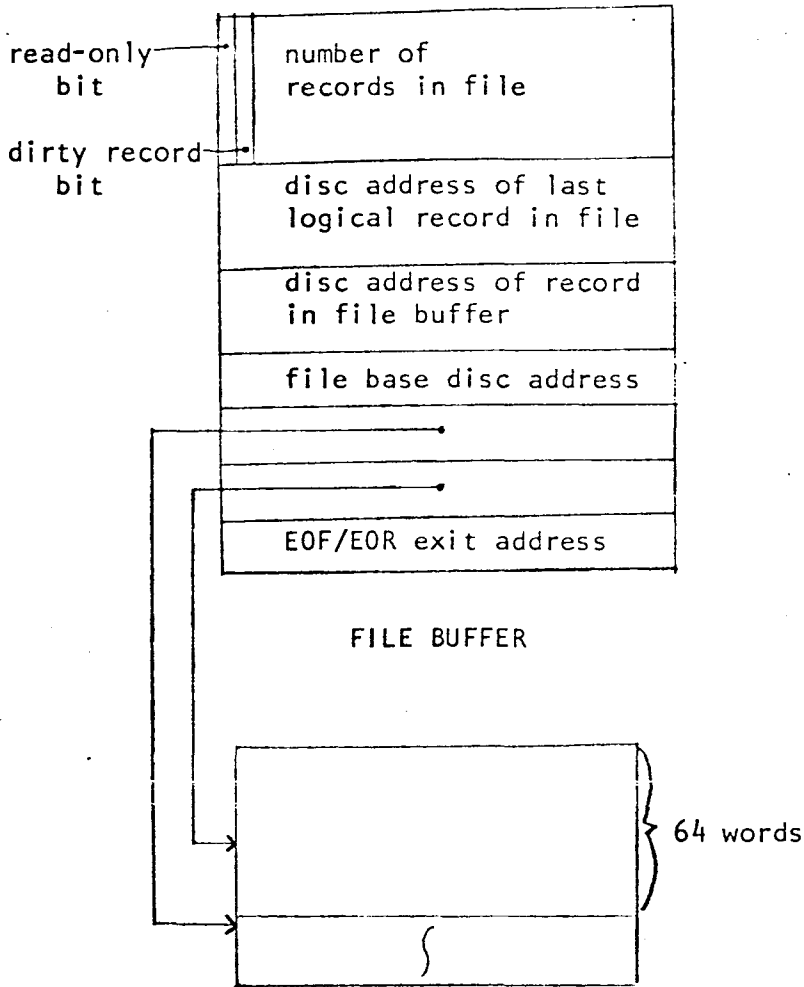 read-only
bit
number of
records in file
dirty record
bit
disc address of last
logical record in file
disc address of record
in file buffer
file base disc address
EOF/EOR exit address
FILE BUFFER
64 words